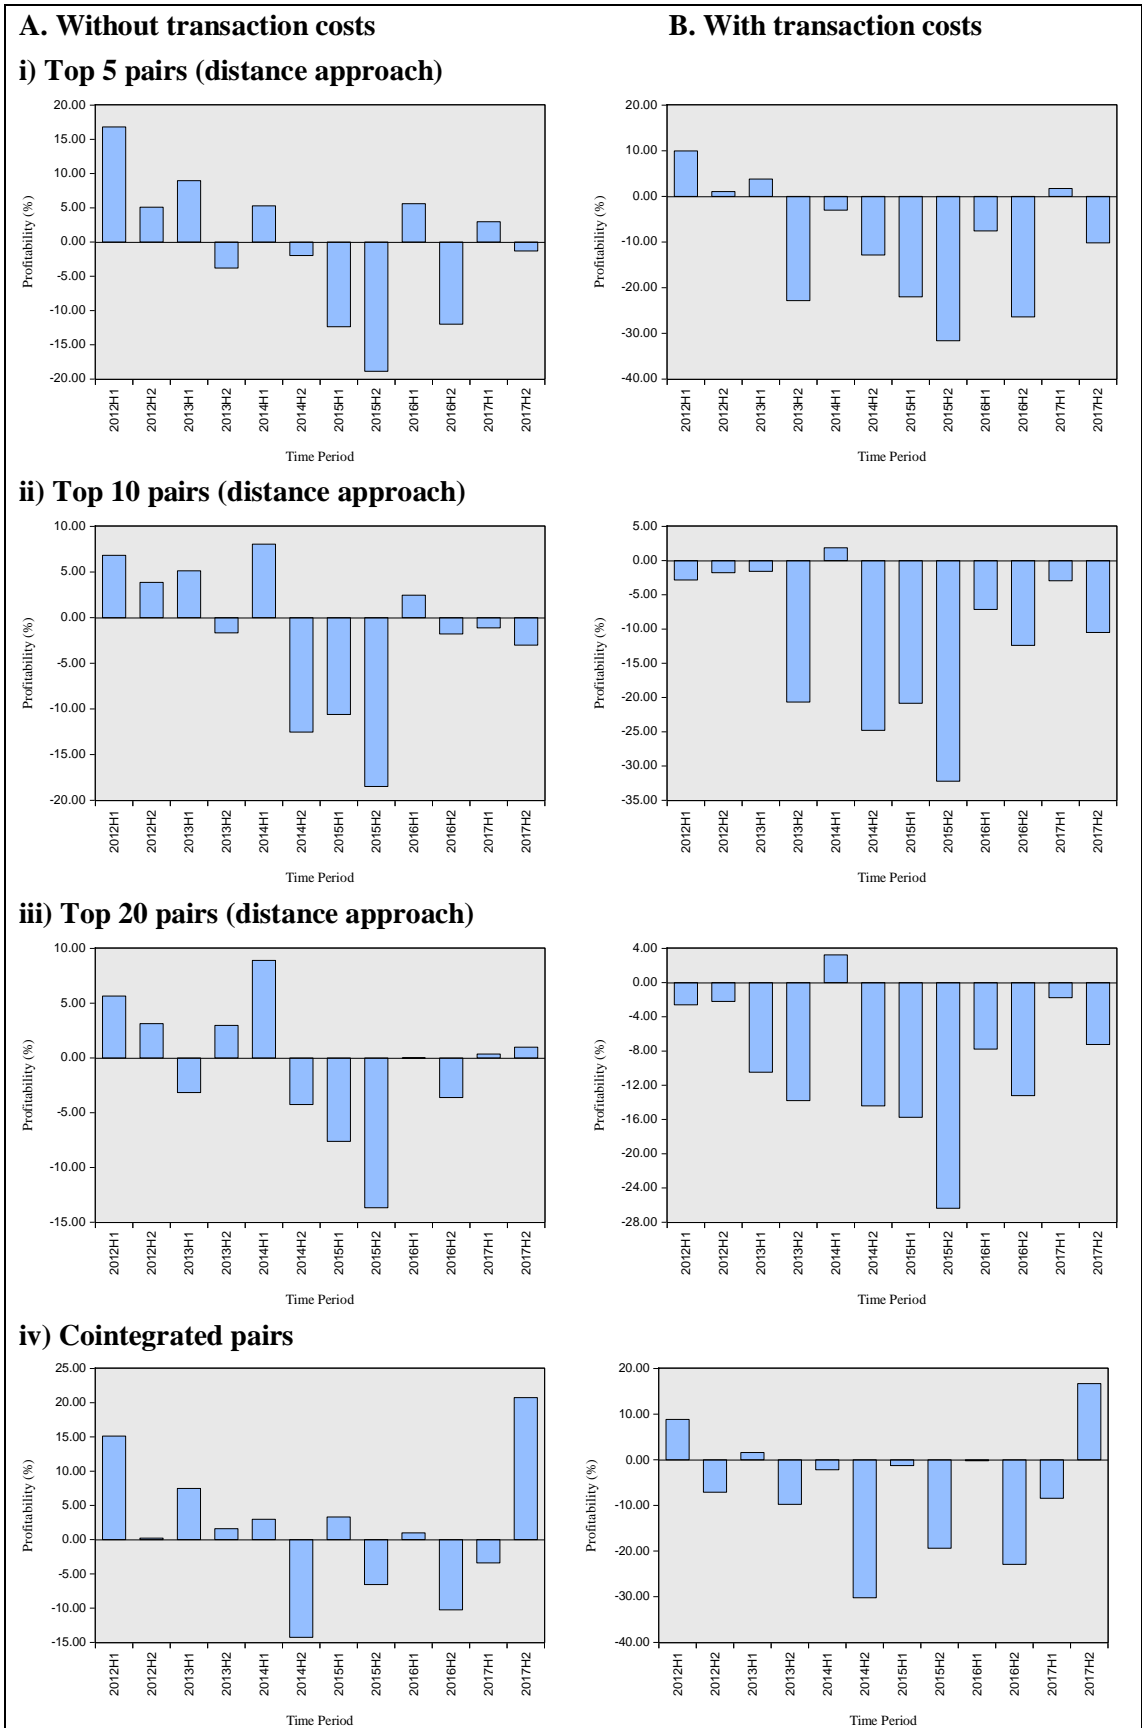 A. Without transaction costs
B. With transaction costs
i) Top 5 pairs (distance approach)
Profitability (%)
20.00
15.00
10.00
5.00
0.00
-5.00
-10.00
-15.00
-20.00
2012H1
2012H2
2013H1
2013H2
2014H1
2014H2
2015H1
2015H2
2016H1
2016H2
2017H1
2017H2
Time Period
Profitability (%)
20.00
10.00
0.00
-10.00
-20.00
-30.00
-40.00
2012H1
2012H2
2013H1
2013H2
2014H1
2014H2
2015H1
2015H2
2016H1
2016H2
2017H1
2017H2
Time Period
ii) Top 10 pairs (distance approach)
Profitability (%)
10.00
5.00
0.00
-5.00
-10.00
-15.00
-20.00
2012H1
2012H2
2013H1
2013H2
2014H1
2014H2
2015H1
2015H2
2016H1
2016H2
2017H1
2017H2
Time Period
Profitability (%)
5.00
0.00
-5.00
-10.00
-15.00
-20.00
-25.00
-30.00
-35.00
2012H1
2012H2
2013H1
2013H2
2014H1
2014H2
2015H1
2015H2
2016H1
2016H2
2017H1
2017H2
Time Period
iii) Top 20 pairs (distance approach)
Profitability (%)
10.00
5.00
0.00
-5.00
-10.00
-15.00
2012H1
2012H2
2013H1
2013H2
2014H1
2014H2
2015H1
2015H2
2016H1
2016H2
2017H1
2017H2
Time Period
Profitability (%)
4.00
0.00
-4.00
-8.00
-12.00
-16.00
-20.00
-24.00
-28.00
2012H1
2012H2
2013H1
2013H2
2014H1
2014H2
2015H1
2015H2
2016H1
2016H2
2017H1
2017H2
Time Period
iv) Cointegrated pairs
Profitability (%)
25.00
20.00
15.00
10.00
5.00
0.00
-5.00
-10.00
-15.00
2012H1
2012H2
2013H1
2013H2
2014H1
2014H2
2015H1
2015H2
2016H1
2016H2
2017H1
2017H2
Time Period
Profitability (%)
20.00
10.00
0.00
-10.00
-20.00
-30.00
-40.00
2012H1
2012H2
2013H1
2013H2
2014H1
2014H2
2015H1
2015H2
2016H1
2016H2
2017H1
2017H2
Time Period